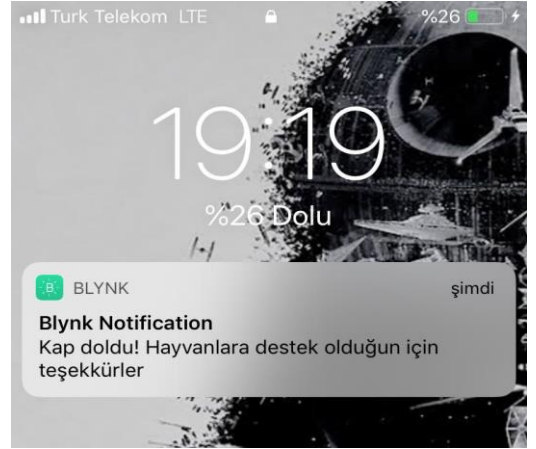 Turk Telekom LTE %26
19:19
%26 Dolu
BLYNK şimdi
Blynk Notification
Kap doldu! Hayvanlara destek olduğun için
teşekkürler